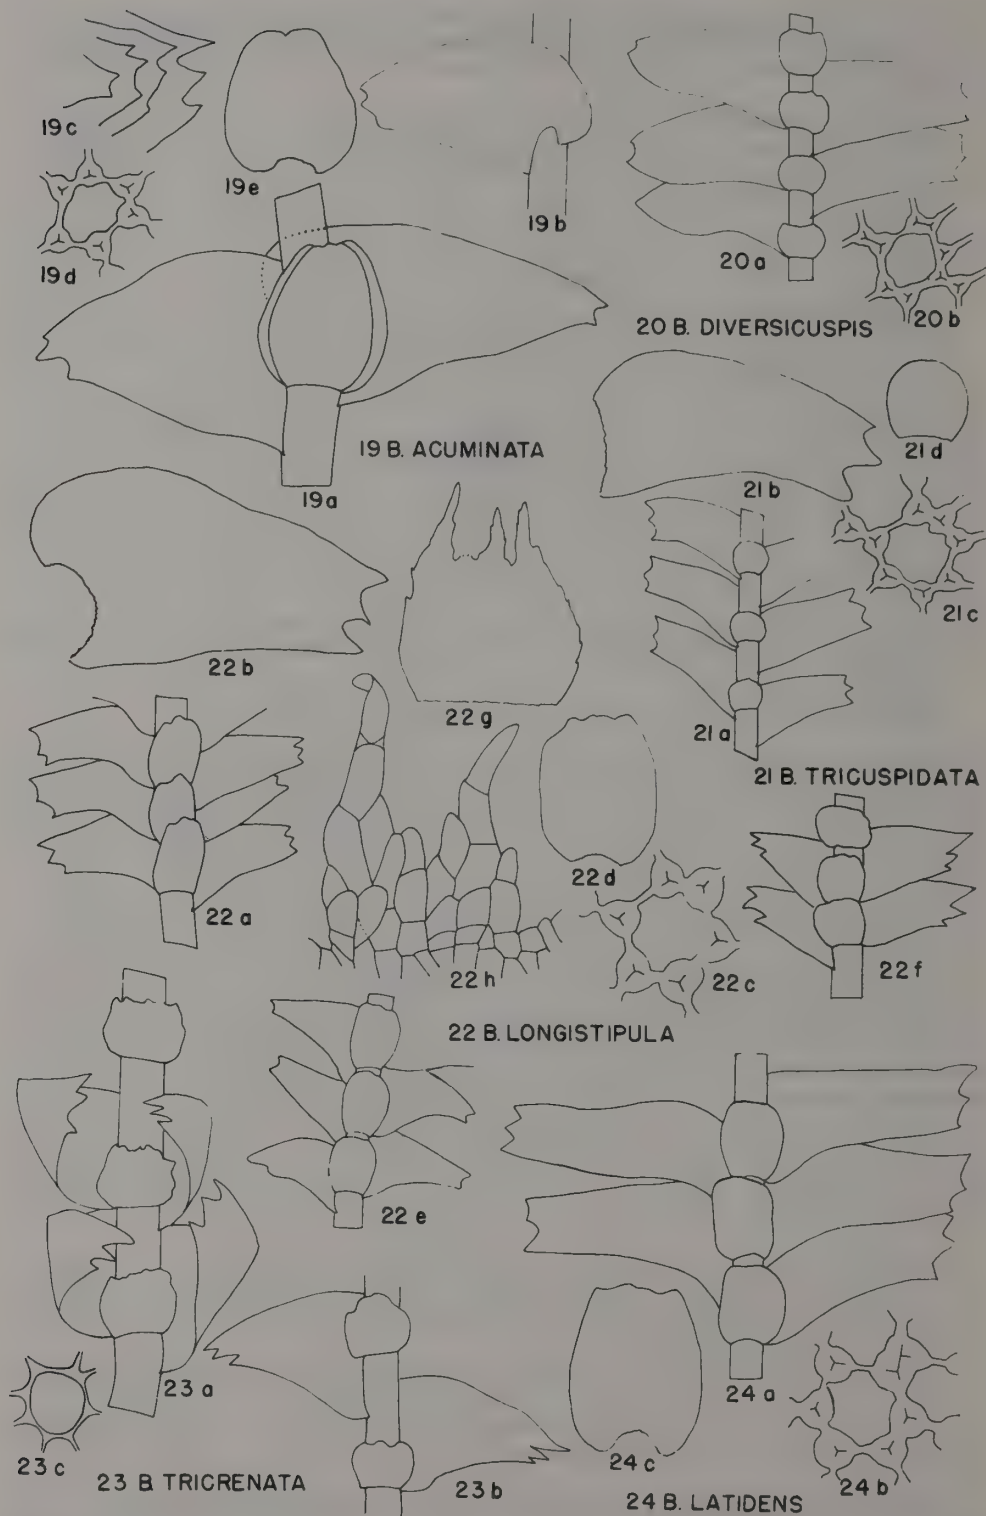 19c
19e
19b
20a
19d
20b
20 B. DIVERSICUSPIS
19 B. ACUMINATA
21d
19a
21b
22b
21c
22g
21a
21 B. TRICUSPIDATA
22a
22d
22h
22c
22f
22 B. LONGISTIPULA
22e
23a
24a
23c
23 B. TRICRENATA
23b
24c
24b
24 B. LATIDENS